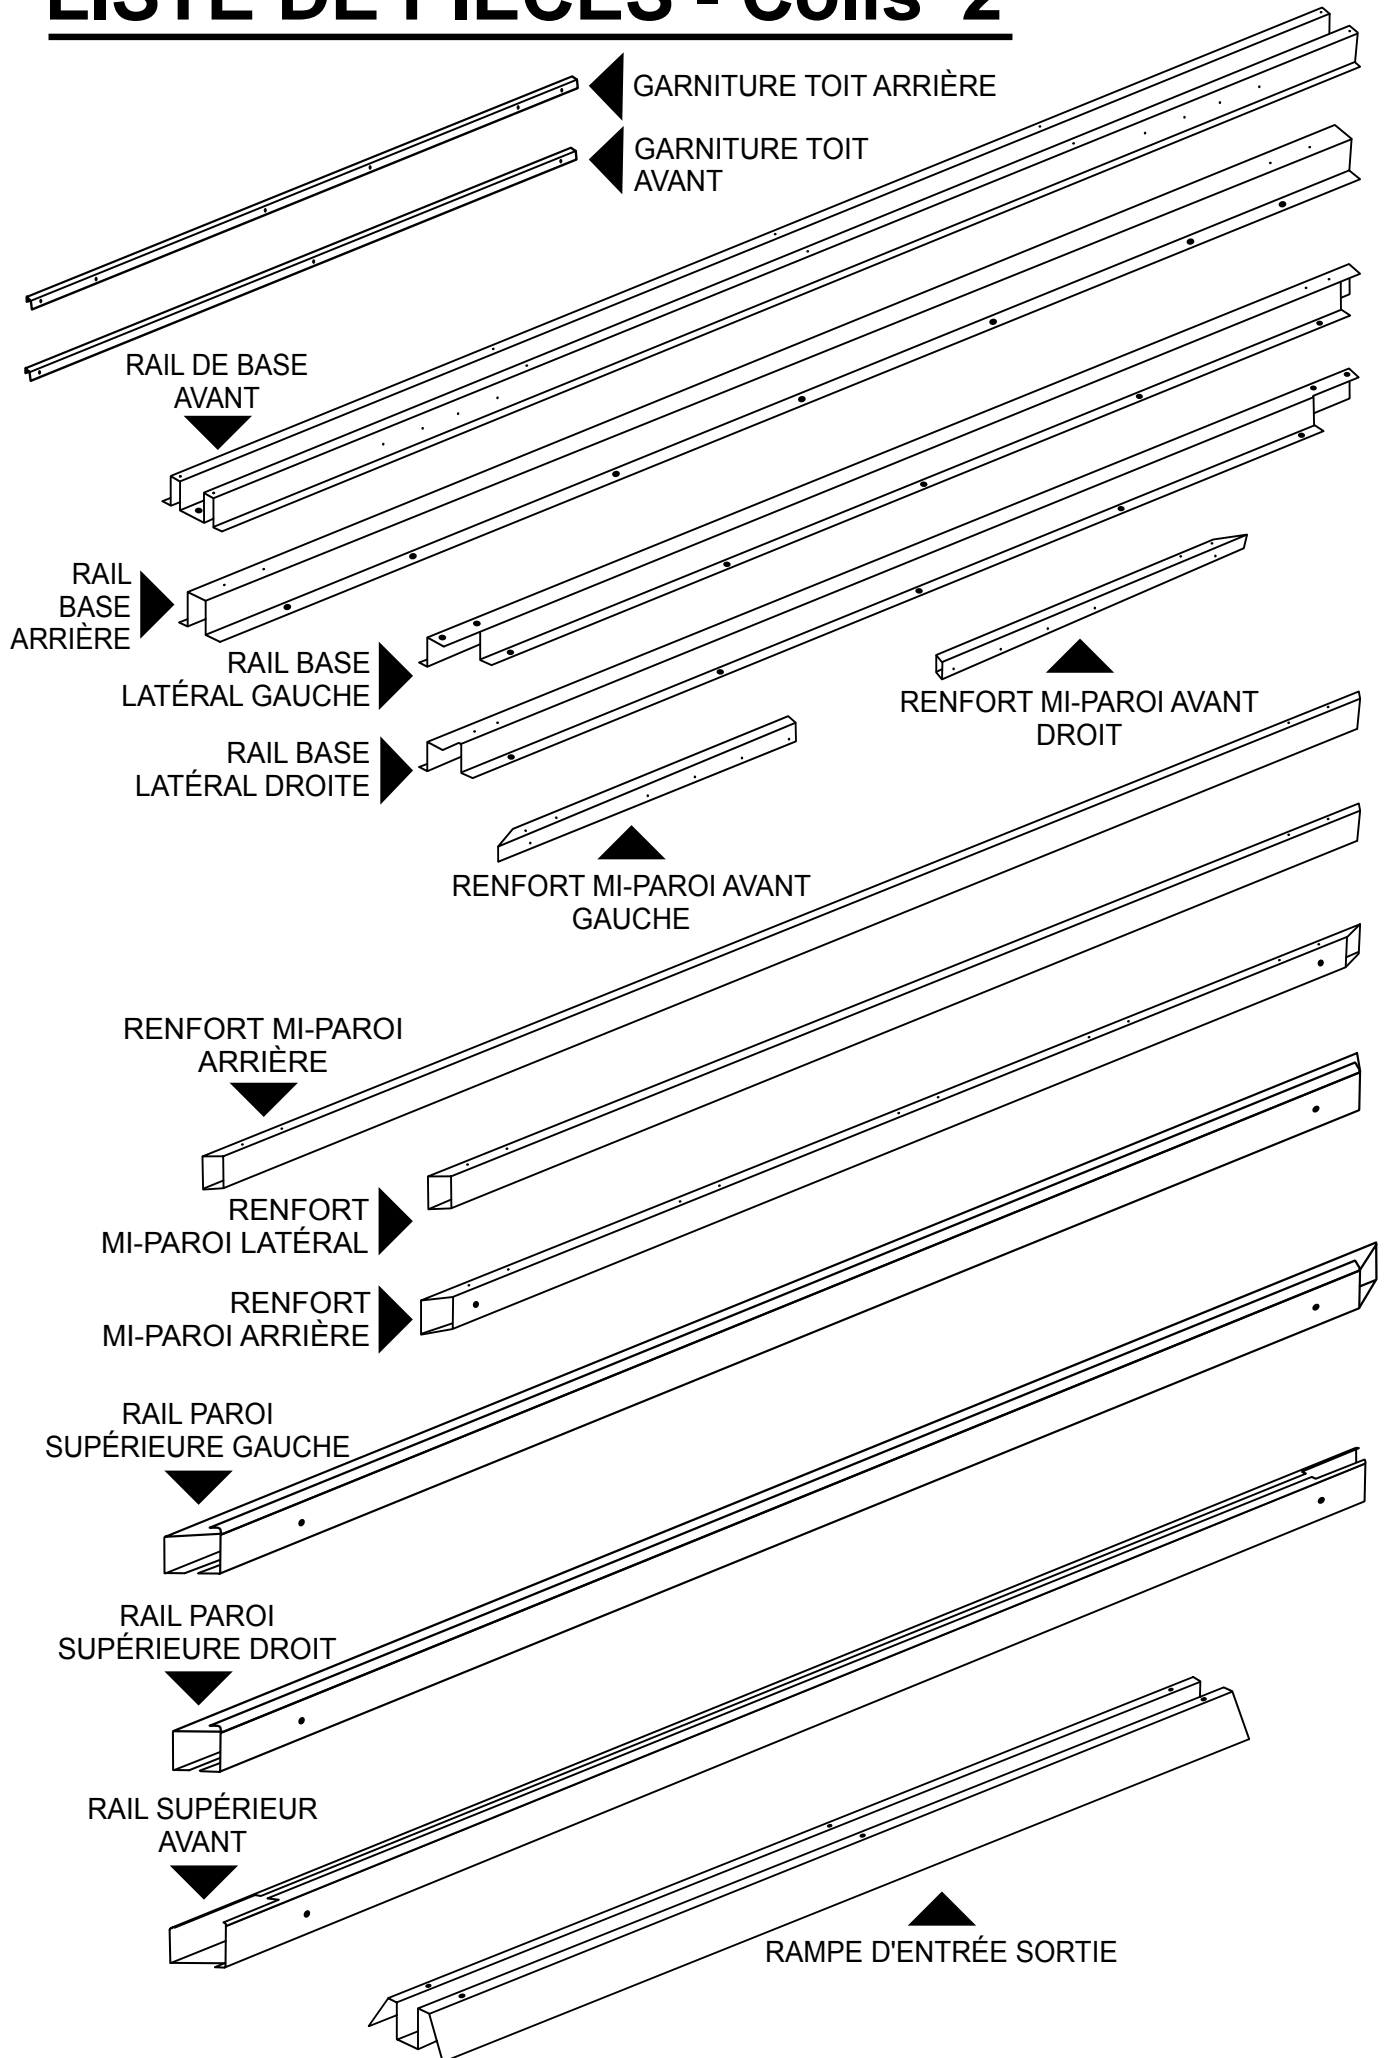 LISTE DE PIÈCES - Colis 2
GARNITURE TOIT ARRIÈRE
GARNITURE TOIT
AVANT
RAIL DE BASE
AVANT
RAIL
BASE
ARRIÈRE
RAIL BASE
LATÉRAL GAUCHE
RENFORT MI-PAROI AVANT
DROIT
RAIL BASE
LATÉRAL DROITE
RENFORT MI-PAROI AVANT
GAUCHE
RENFORT MI-PAROI
ARRIÈRE
RENFORT
MI-PAROI LATÉRAL
RENFORT
MI-PAROI ARRIÈRE
RAIL PAROI
SUPÉRIEURE GAUCHE
RAIL PAROI
SUPÉRIEURE DROIT
RAIL SUPÉRIEUR
AVANT
RAMPE D'ENTRÉE SORTIE